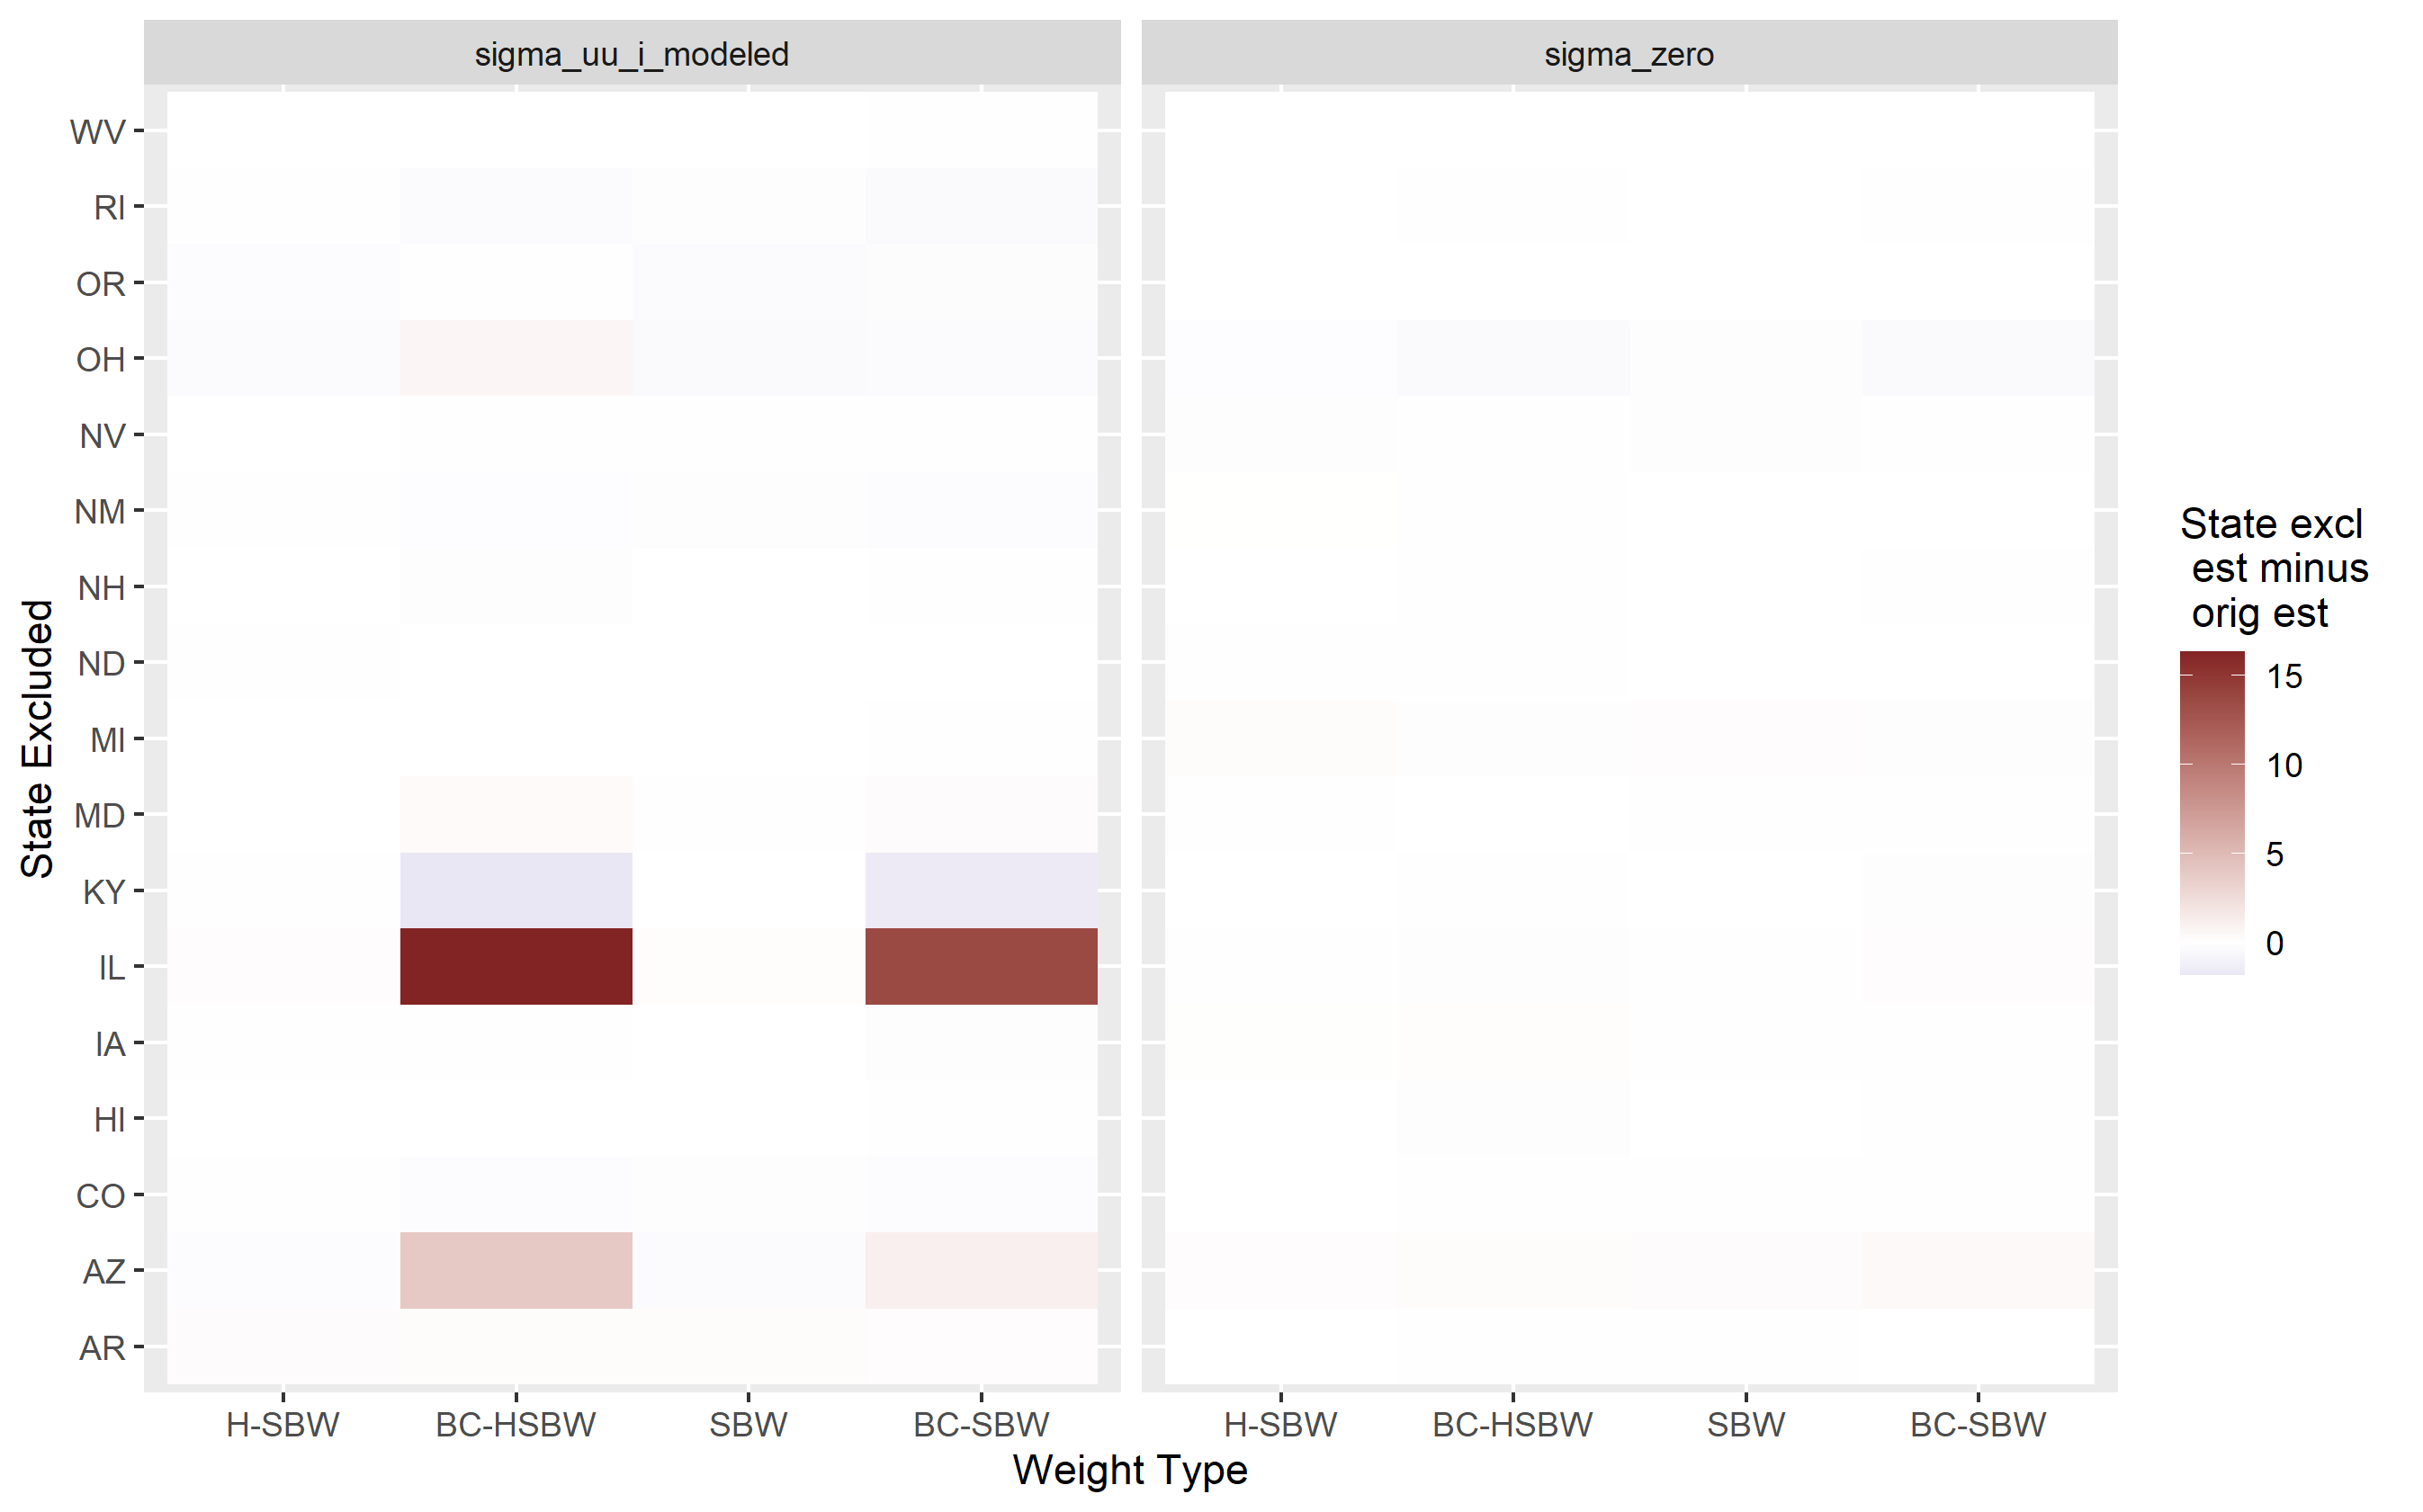 sigma_uu_i_modeled
sigma_zero
State Excluded
WV
RI
OR
OH
NV
NM
NH
ND
MI
MD
KY
IL
IA
HI
CO
AZ
AR
H-SBW
BC-HSBW
SBW
BC-SBW
H-SBW
BC-HSBW
SBW
BC-SBW
Weight Type
State excl
est minus
orig est
15
10
5
0